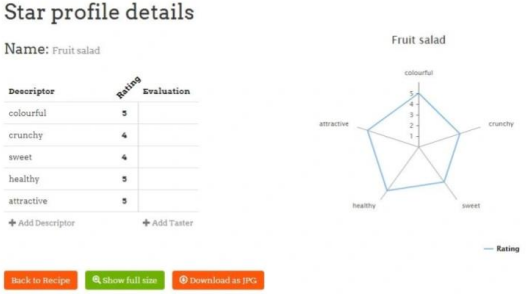 Star profile details
Name: Fruit salad
Descriptor Rating Evaluation
colourful 5
crunchy 4
sweet 4
healthy 5
attractive 5
Add Descriptor Add Taster
Back to Recipe Show full size Download as JPG
Fruit salad
colourful
5
4
3
2
1
attractive crunchy
healthy sweet
Rating